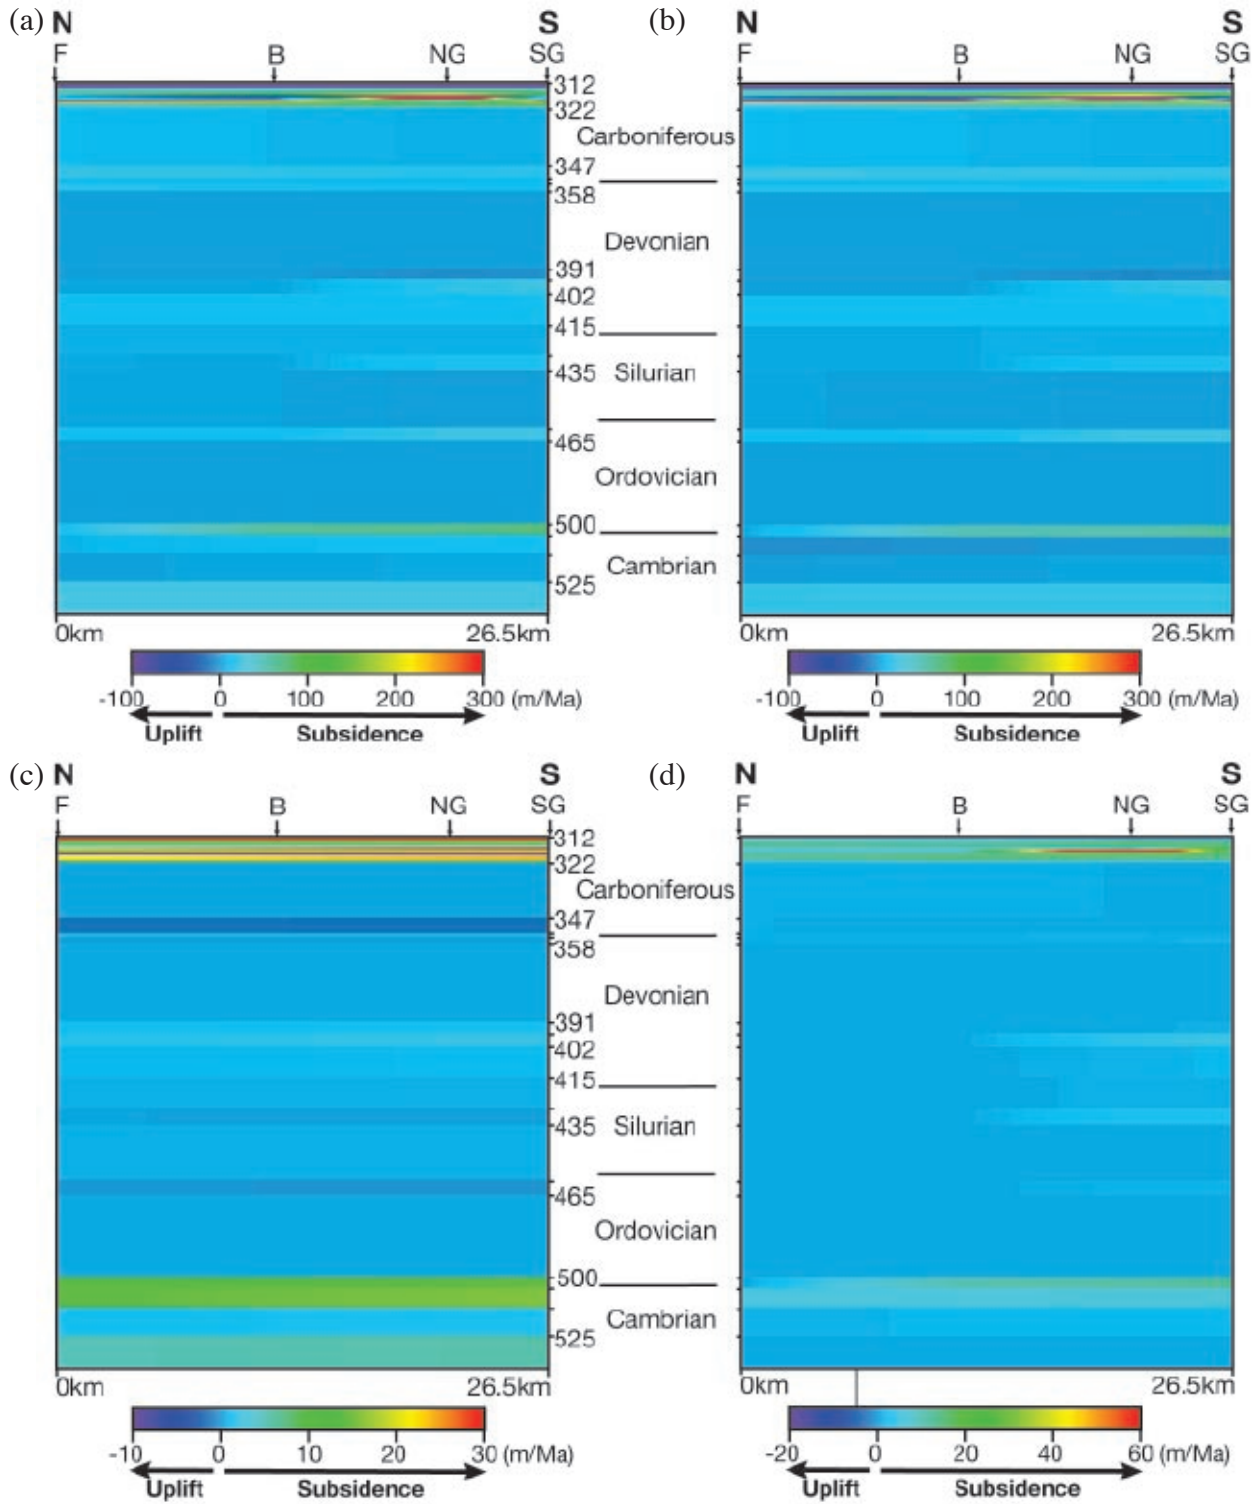 (a) N S
F B NG SG
(b) N S
F B NG SG
312
322
Carboniferous
347
358
Devonian
391
402
415
Silurian
435
465
Ordovician
500
Cambrian
525
0km 26.5km
0km 26.5km
-100 0 100 200 300 (m/Ma)
Uplift Subsidence
-100 0 100 200 300 (m/Ma)
Uplift Subsidence
(c) N S
F B NG SG
(d) N S
F B NG SG
312
322
Carboniferous
347
358
Devonian
391
402
415
Silurian
435
465
Ordovician
500
Cambrian
525
0km 26.5km
0km 26.5km
-10 0 10 20 30 (m/Ma)
Uplift Subsidence
-20 0 20 40 60 (m/Ma)
Uplift Subsidence